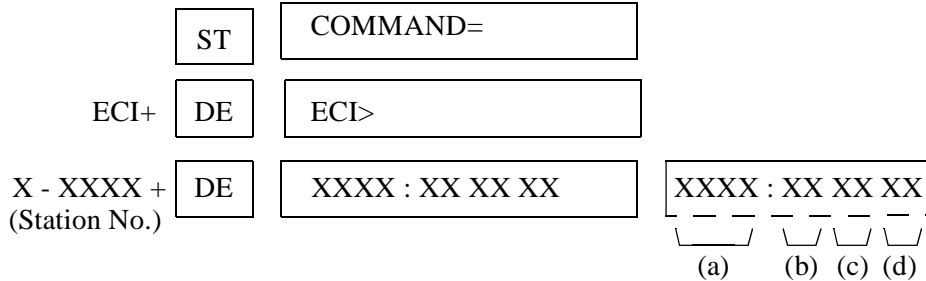 ST COMMAND=
ECI+ DE ECI>
X - XXXX + DE XXXX : XX XX XX XXXX : XX XX XX
(Station No.)
(a) (b) (c) (d)